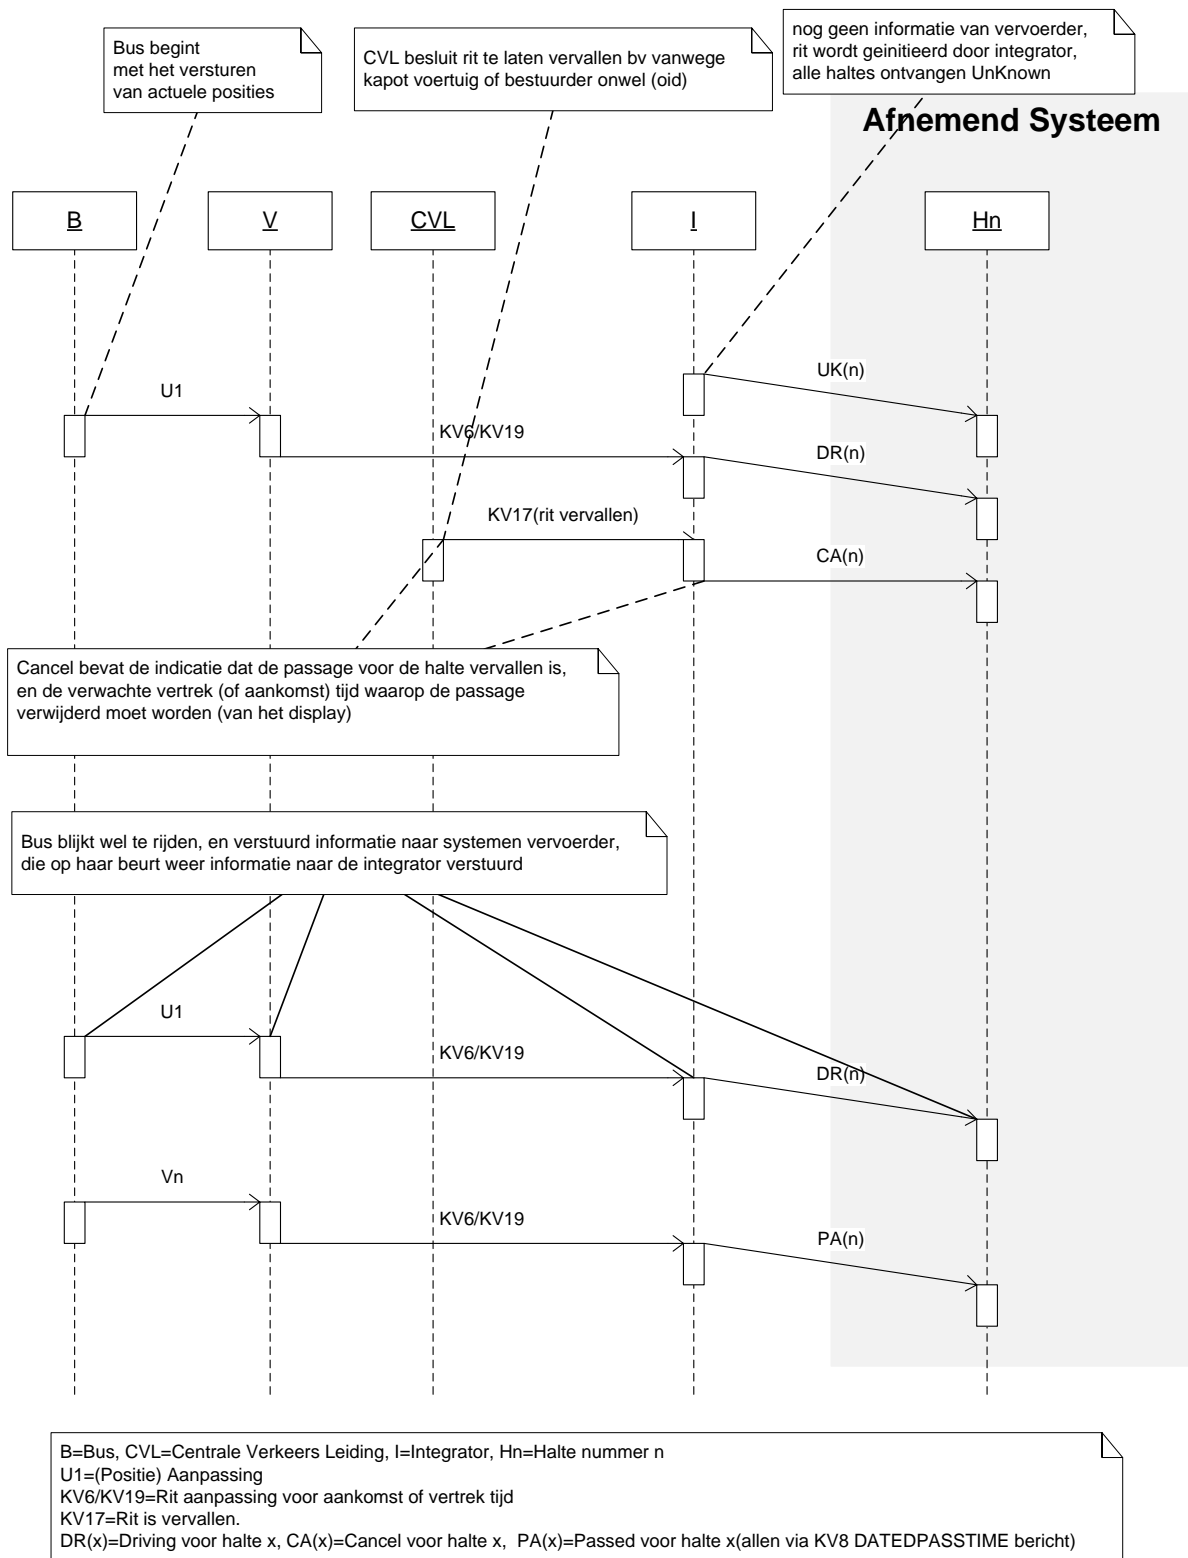 Bus begint
met het versturen
van actuele posities
CVL besluit rit te laten vervallen bv vanwege
kapot voertuig of bestuurder onwel (oid)
nog geen informatie van vervoerder,
rit wordt geinitieerd door integrator,
alle haltes ontvangen UnKnown
Afnemend Systeem
B
V
CVL
I
Hn
UK(n)
U1
KV6/KV19
DR(n)
KV17(rit vervallen)
CA(n)
Cancel bevat de indicatie dat de passage voor de halte vervallen is,
en de verwachte vertrek (of aankomst) tijd waarop de passage
verwijderd moet worden (van het display)
Bus blijkt wel te rijden, en verstuurd informatie naar systemen vervoerder,
die op haar beurt weer informatie naar de integrator verstuurd
U1
KV6/KV19
DR(n)
Vn
KV6/KV19
PA(n)
B=Bus, CVL=Centrale Verkeers Leiding, I=Integrator, Hn=Halte nummer n
U1=(Positie) Aanpassing
KV6/KV19=Rit aanpassing voor aankomst of vertrek tijd
KV17=Rit is vervallen.
DR(x)=Driving voor halte x, CA(x)=Cancel voor halte x, PA(x)=Passed voor halte x(allen via KV8 DATEDPASSTIME bericht)